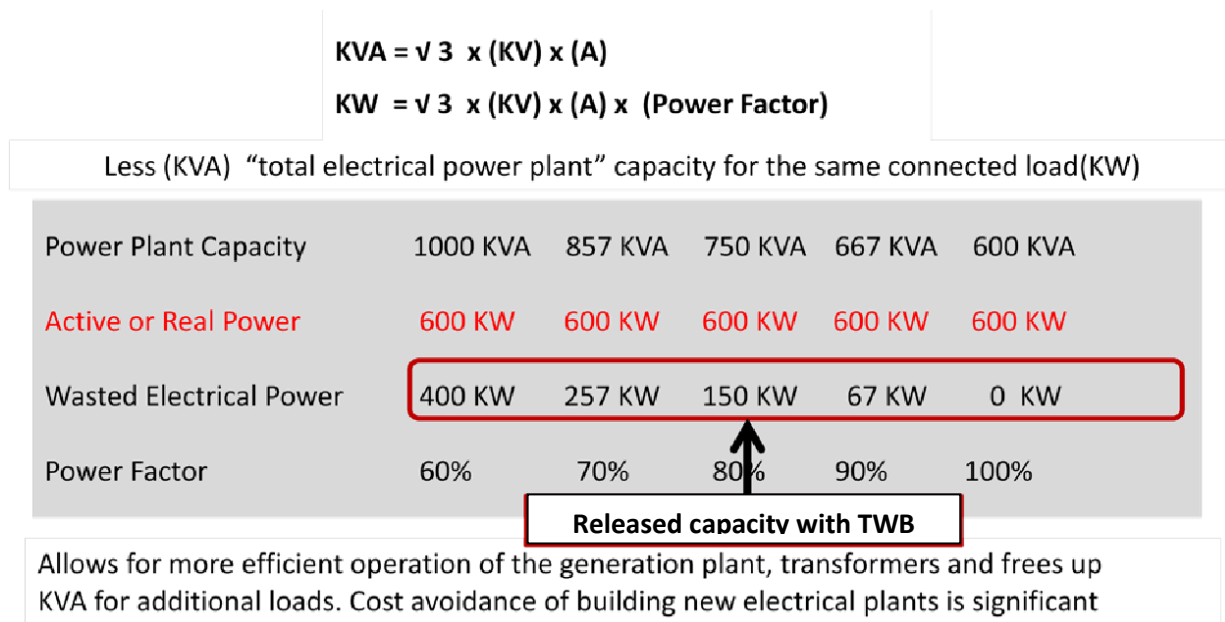 KVA = √ 3 x (KV) x (A)
KW = √ 3 x (KV) x (A) x (Power Factor)
Less (KVA) “total electrical power plant” capacity for the same connected load(KW)
Power Plant Capacity 1000 KVA 857 KVA 750 KVA 667 KVA 600 KVA
Active or Real Power 600 KW 600 KW 600 KW 600 KW 600 KW
Wasted Electrical Power 400 KW 257 KW 150 KW 67 KW 0 KW
Power Factor 60% 70% 80% 90% 100%
Released capacity with TWB
Allows for more efficient operation of the generation plant, transformers and frees up
KVA for additional loads. Cost avoidance of building new electrical plants is significant